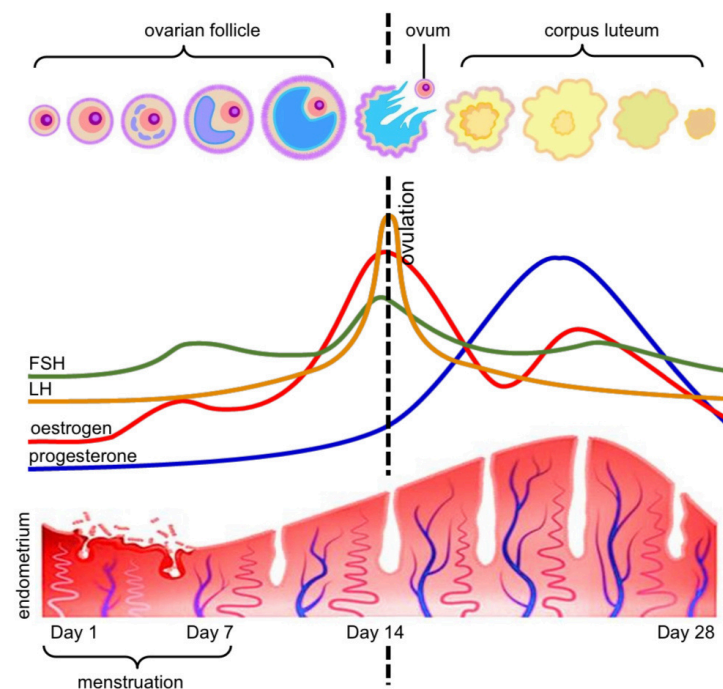 ovarian follicle
ovum
corpus luteum
ovulation
FSH
LH
oestrogen
progesterone
endometrium
Day 1
Day 7
Day 14
Day 28
menstruation